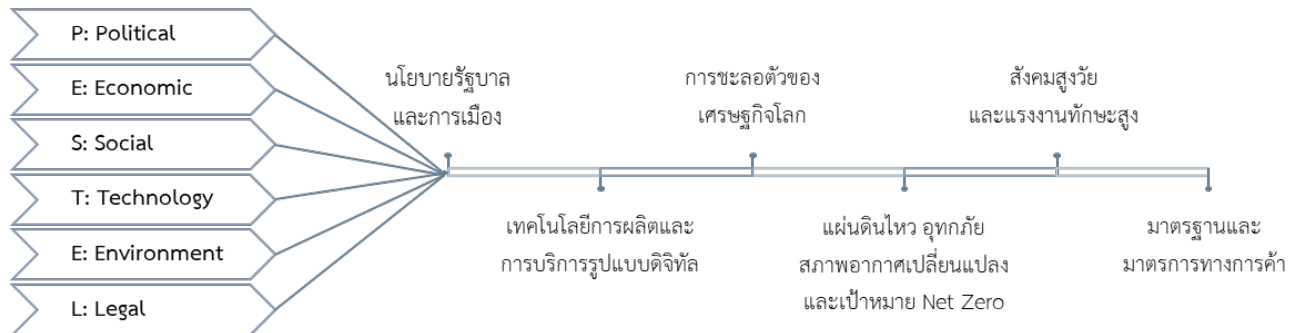 P: Political
E: Economic
S: Social
T: Technology
E: Environment
L: Legal
นโยบายรัฐบาล
และการเมือง
เทคโนโลยีการผลิตและ
การบริการรูปแบบดิจิทัล
การชะลอตัวของ
เศรษฐกิจโลก
แผ่นดินไหว อุทกภัย
สภาพอากาศเปลี่ยนแปลง
และเป้าหมาย Net Zero
สังคมสูงวัย
และแรงงานทักษะสูง
มาตรฐานและ
มาตรการทางการค้า